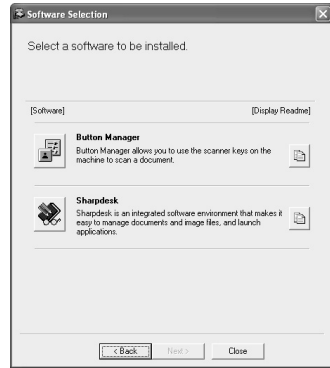 Software Selection
Select a software to be installed.
[Software] [Display Readme]
Button Manager
Button Manager allows you to use the scanner keys on the
machine to scan a document.
Sharpdesk
Sharpdesk is an integrated software environment that makes it
easy to manage documents and image files, and launch
applications.
< Back Next > Close